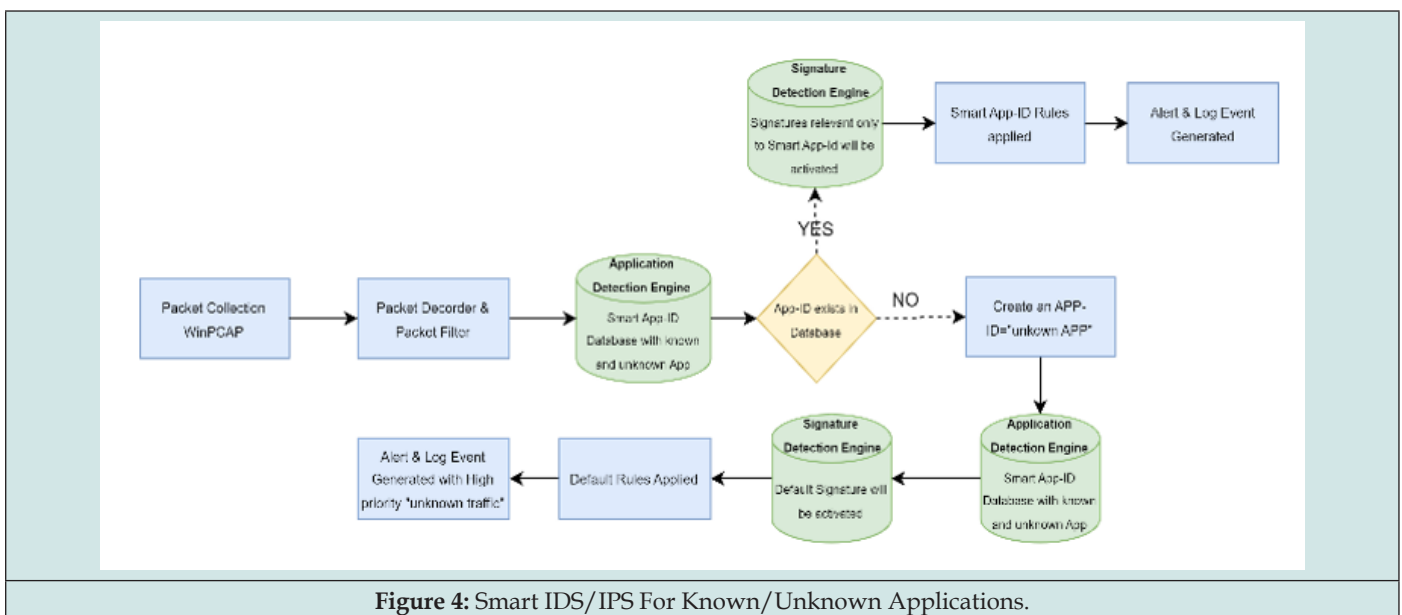 Signature
Detection Engine
Signatures relevant only
to Smart App-Id will be
activated
Smart App-ID Rules
applied
Alert & Log Event
Generated
YES
Packet Collection
WinPCAP
Packet Decorder &
Packet Filter
Application
Detection Engine
Smart App-ID
Database with known
and unknown App
App-ID exists in
Database
NO
Create an APP-
ID="unkown APP"
Application
Detection Engine
Smart App-ID
Database with known
and unknown App
Signature
Detection Engine
Default Signature will
be activated
Default Rules Applied
Alert & Log Event
Generated with High
priority "unknown traffic"
Figure 4: Smart IDS/IPS For Known/Unknown Applications.